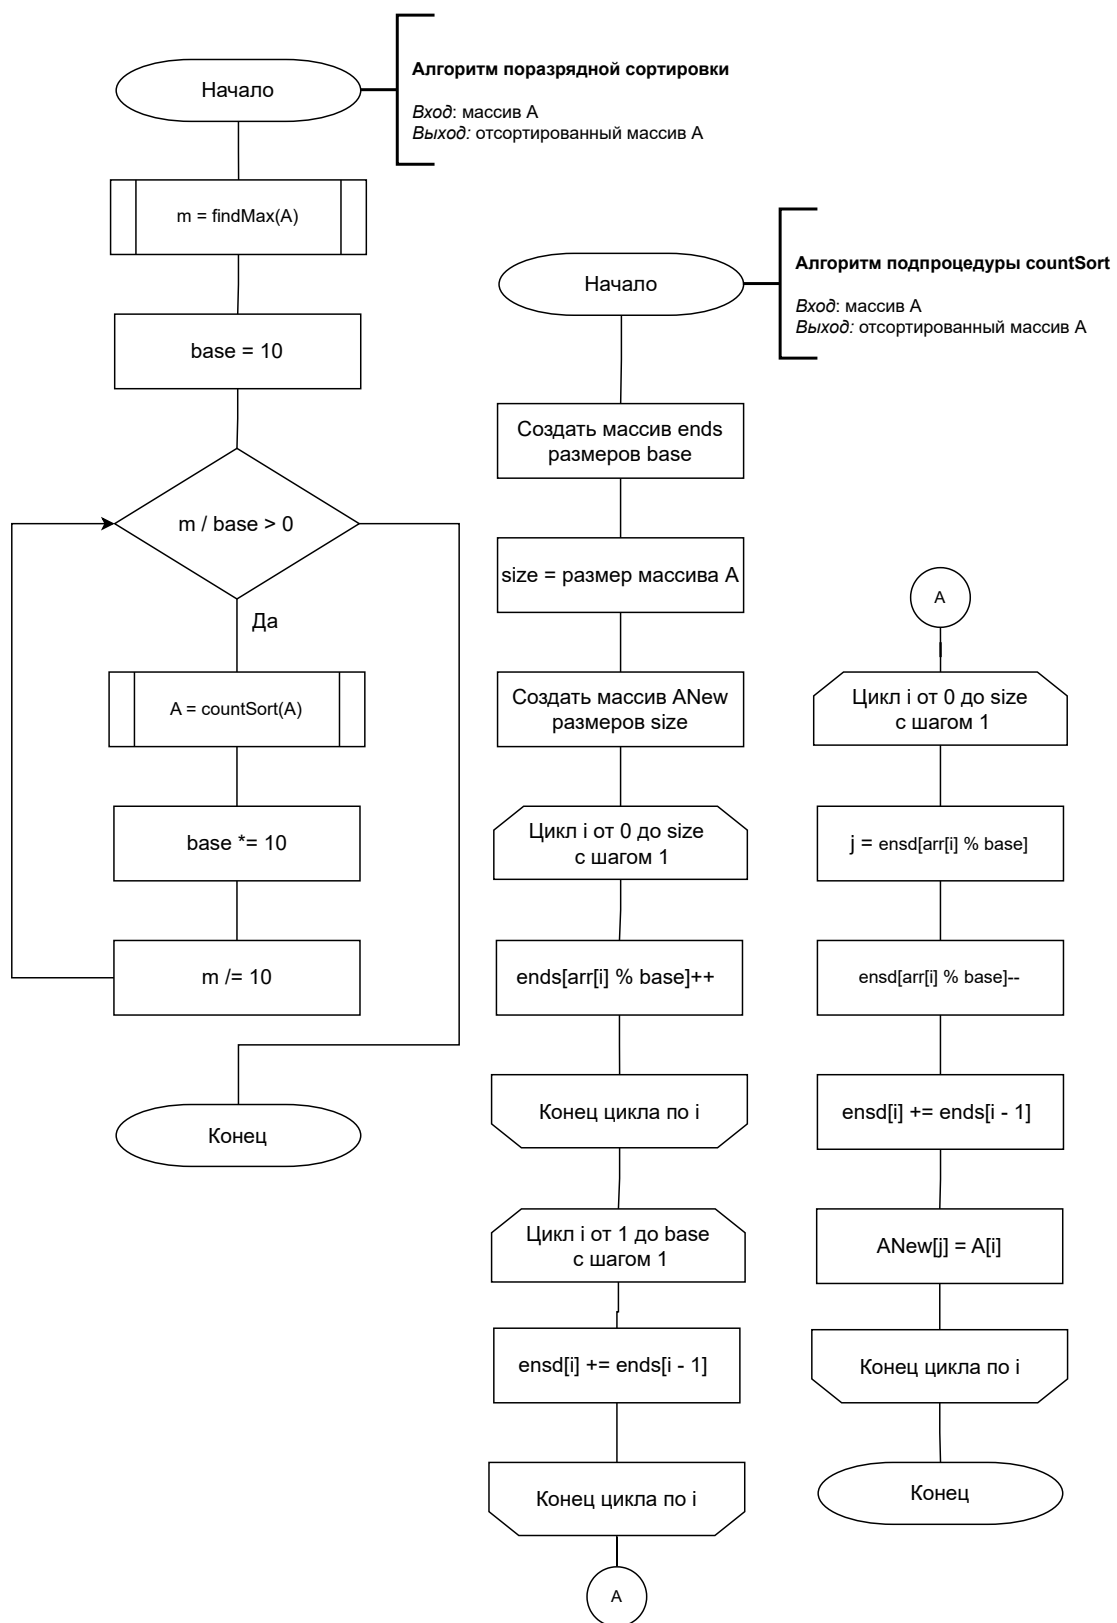 Начало
Алгоритм поразрядной сортировки
Вход: массив A
Выход: отсортированный массив A
m = findMax(A)
base = 10
m / base > 0
Да
A = countSort(A)
base *= 10
m /= 10
Конец
Начало
Алгоритм подпроцедуры countSort
Вход: массив A
Выход: отсортированный массив A
Создать массив ends
размеров base
size = размер массива A
Создать массив ANew
размеров size
Цикл i от 0 до size
с шагом 1
ends[arr[i] % base]++
Конец цикла по i
Цикл i от 1 до base
с шагом 1
ensd[i] += ends[i - 1]
Конец цикла по i
A
A
Цикл i от 0 до size
с шагом 1
j = ensd[arr[i] % base]
ensd[arr[i] % base]--
ensd[i] += ends[i - 1]
ANew[j] = A[i]
Конец цикла по i
Конец